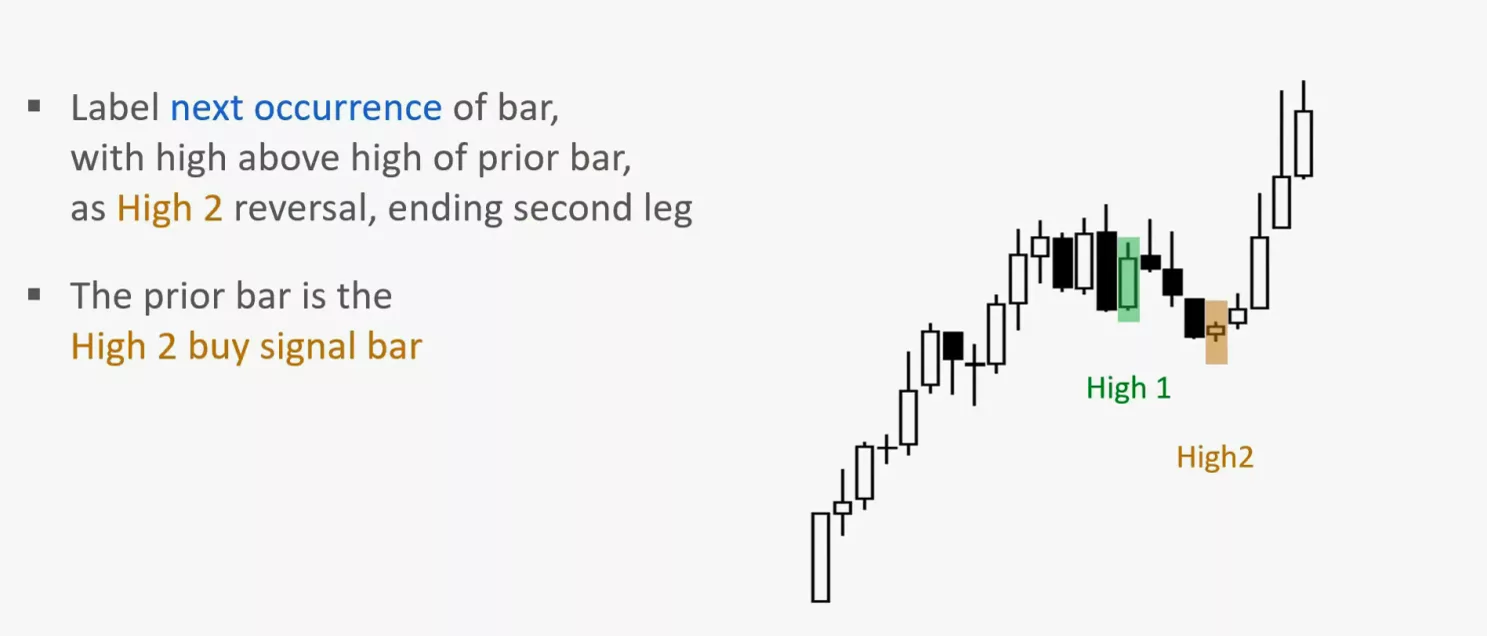 ▪ Label next occurrence of bar,
with high above high of prior bar,
as High 2 reversal, ending second leg
▪ The prior bar is the
High 2 buy signal bar
High 1
High2